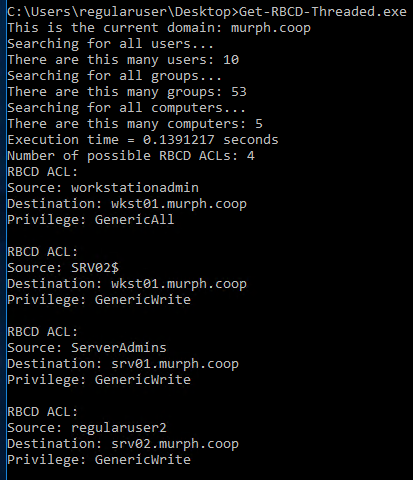 C:\Users\regularuser\Desktop>Get-RBCD-Threaded.exe
This is the current domain: murph.coop
Searching for all users...
There are this many users: 10
Searching for all groups...
There are this many groups: 53
Searching for all computers...
There are this many computers: 5
Execution time = 0.1391217 seconds
Number of possible RBCD ACLs: 4
RBCD ACL:
Source: workstationadmin
Destination: wkst01.murph.coop
Privilege: GenericAll

RBCD ACL:
Source: SRV02$
Destination: wkst01.murph.coop
Privilege: GenericWrite

RBCD ACL:
Source: ServerAdmins
Destination: srv01.murph.coop
Privilege: GenericWrite

RBCD ACL:
Source: regularuser2
Destination: srv02.murph.coop
Privilege: GenericWrite